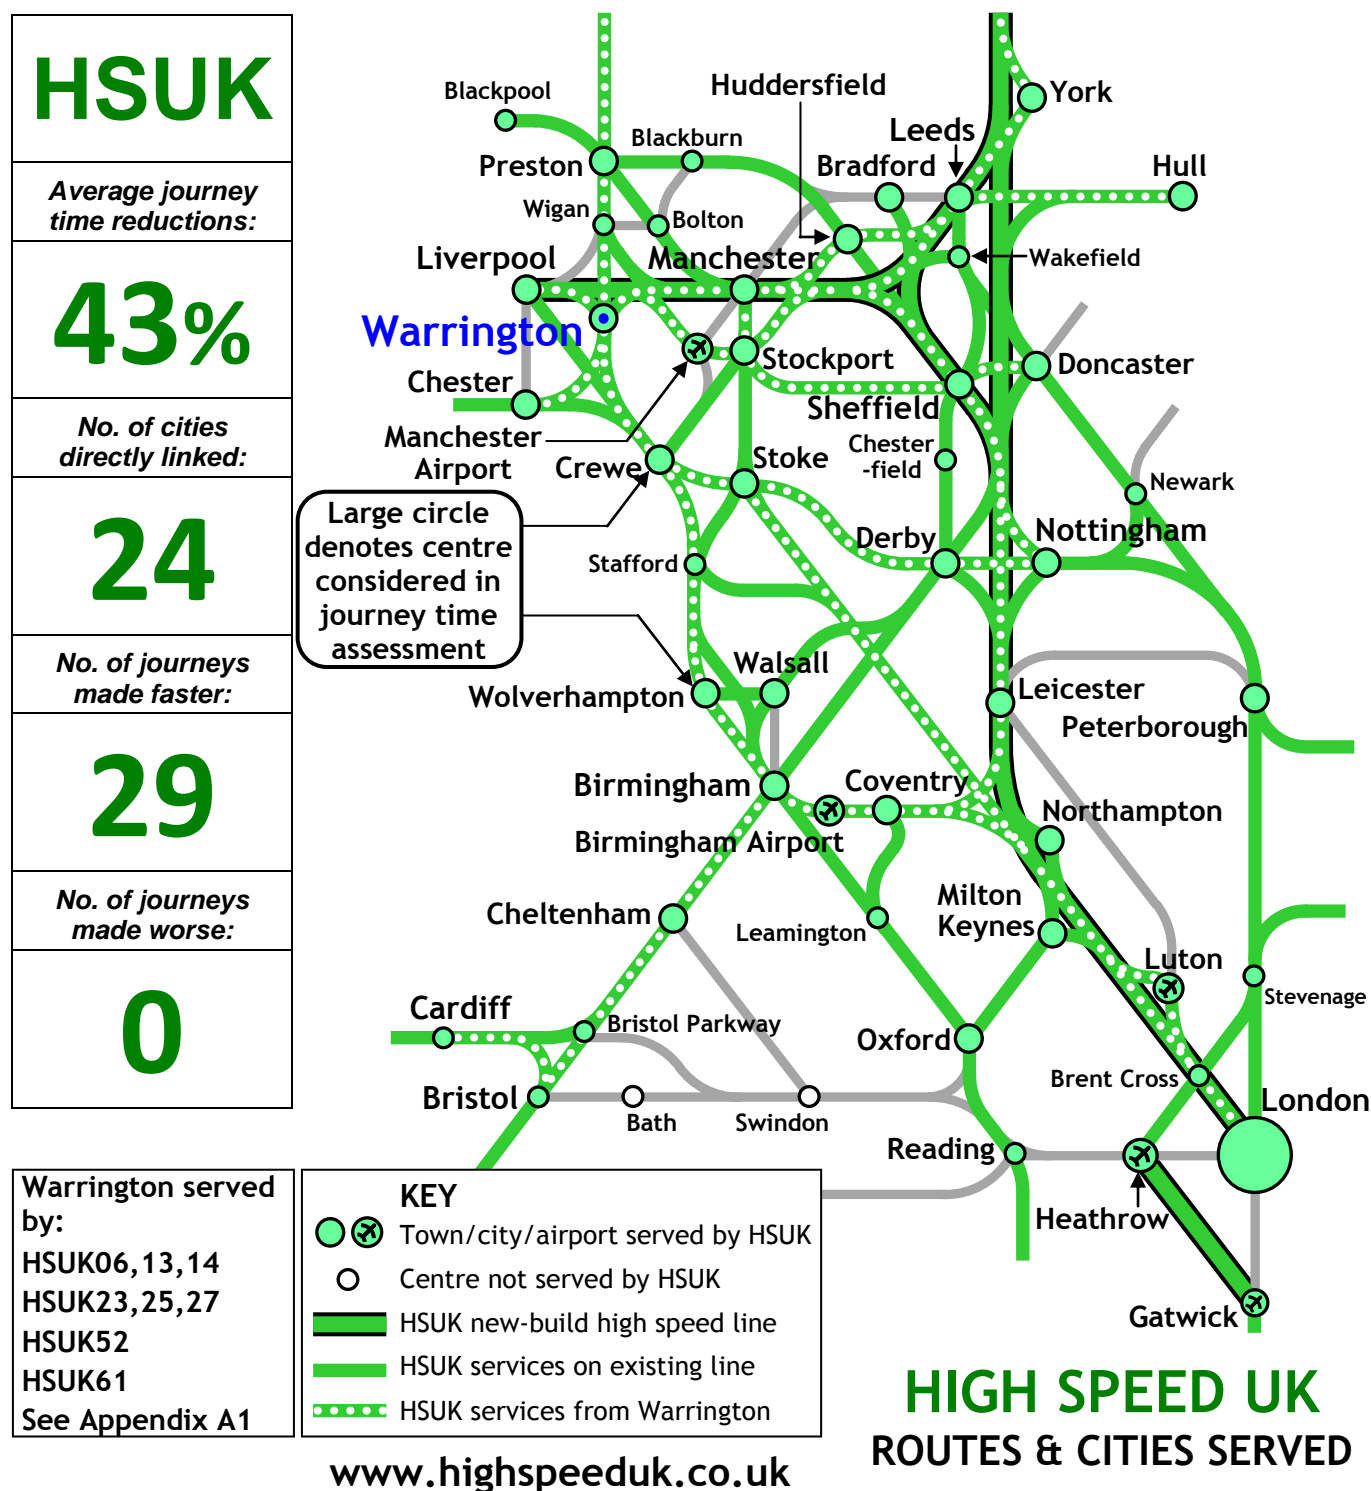 HSUK
Average journey
time reductions:
43%
No. of cities
directly linked:
24
No. of journeys
made faster:
29
No. of journeys
made worse:
0
Warrington served
by:
HSUK06,13,14
HSUK23,25,27
HSUK52
HSUK61
See Appendix A1
Blackpool
Huddersfield
York
Blackburn
Leeds
Preston
Bradford
Hull
Wigan
Bolton
Liverpool
Manchester
Wakefield
Warrington
Stockport
Doncaster
Chester
Sheffield
Manchester
Airport
Chester
-field
Crewe
Stoke
Newark
Large circle
denotes centre
considered in
journey time
assessment
Derby
Nottingham
Stafford
Walsall
Wolverhampton
Leicester
Peterborough
Birmingham
Coventry
Northampton
Birmingham Airport
Milton
Keynes
Cheltenham
Leamington
Luton
Stevenage
Cardiff
Bristol Parkway
Oxford
Brent Cross
Bristol
London
Bath
Swindon
Reading
Heathrow
Gatwick
KEY
Town/city/airport served by HSUK
Centre not served by HSUK
HSUK new-build high speed line
HSUK services on existing line
HSUK services from Warrington
HIGH SPEED UK
ROUTES & CITIES SERVED
www.highspeeduk.co.uk